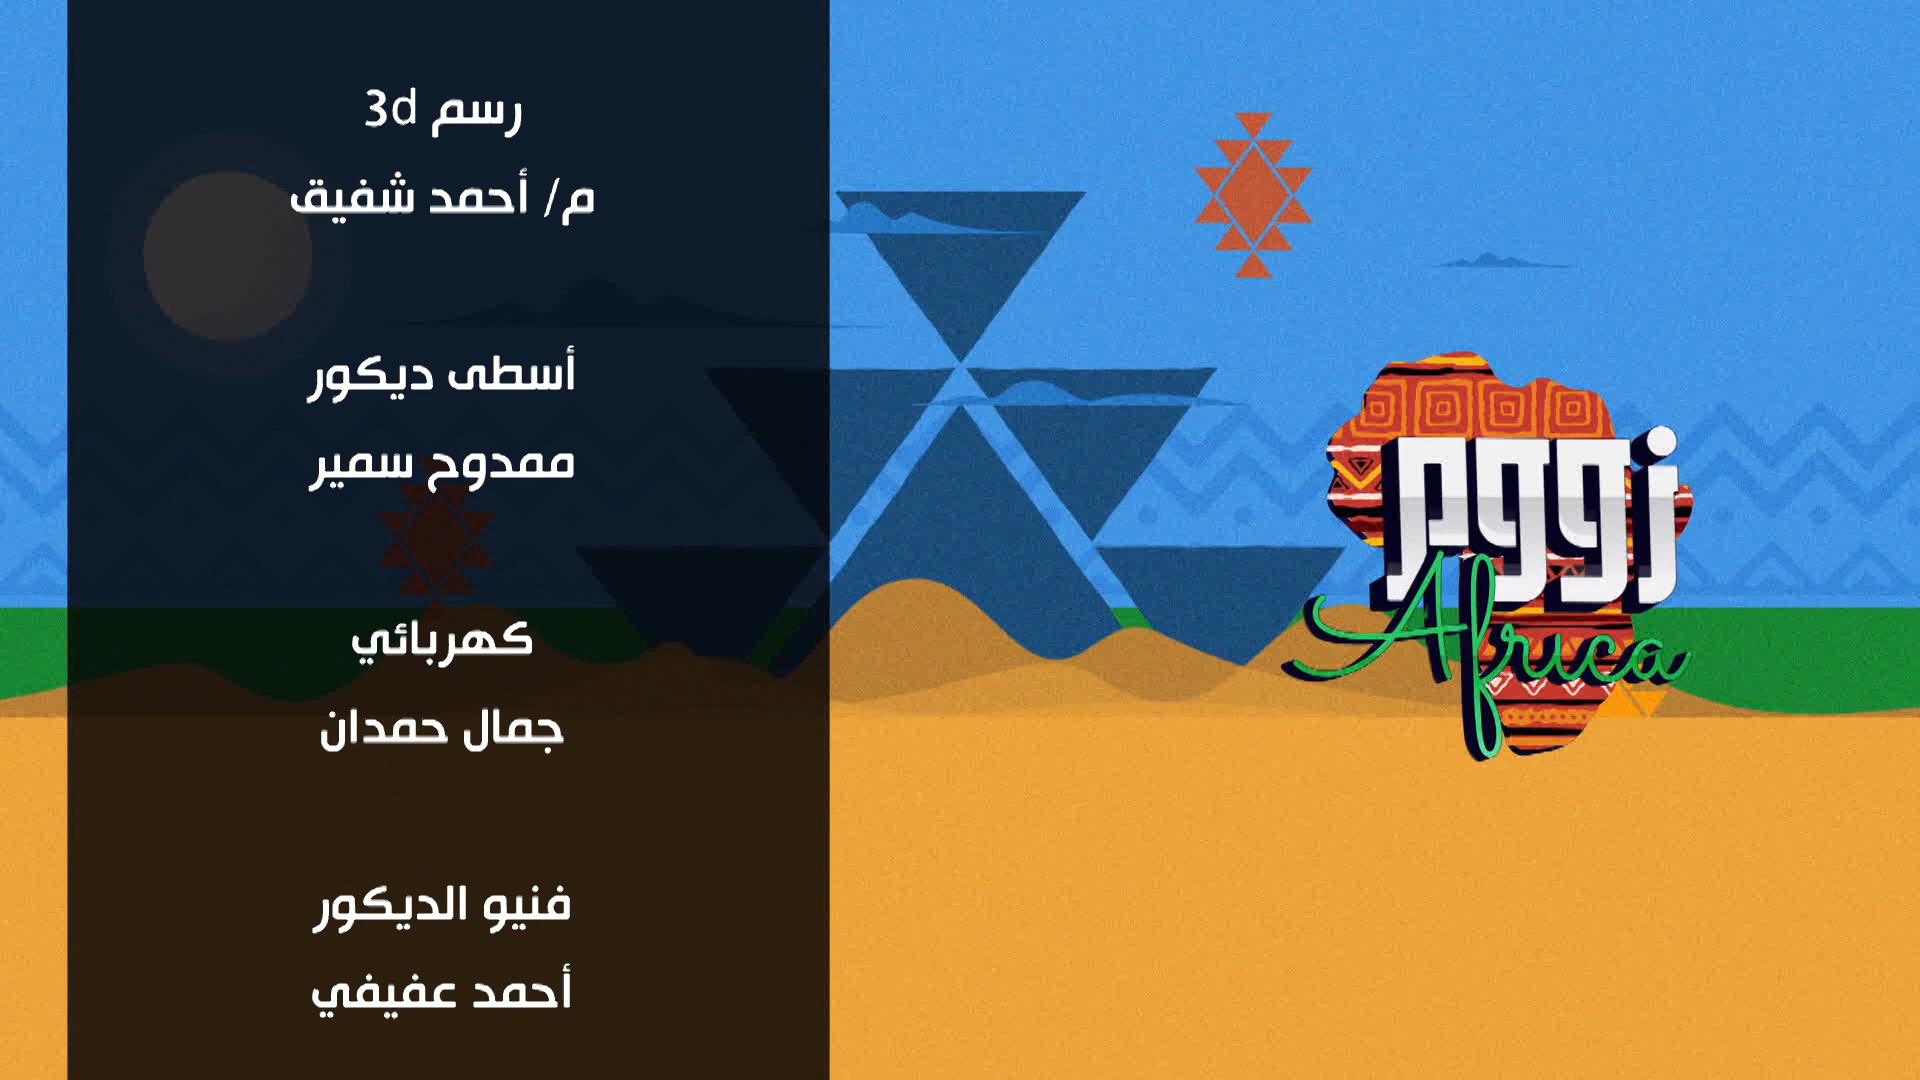 رسم 3d
م/ أحمد شفيق
أسطى ديكور
ممدوح سمير
كهربائي
جمال حمدان
فنيو الديكور
أحمد عفيفي
زووم
Africa